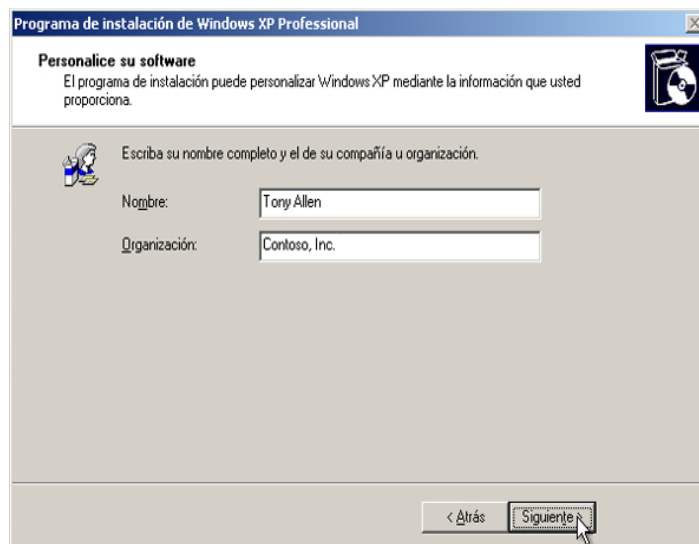 Programa de instalación de Windows XP Professional
Personalice su software
El programa de instalación puede personalizar Windows XP mediante la información que usted
proporciona.
Escriba su nombre completo y el de su compañía u organización.
Nombre: Tony Allen
Organización: Contoso, Inc.
< Atrás Siguiente >